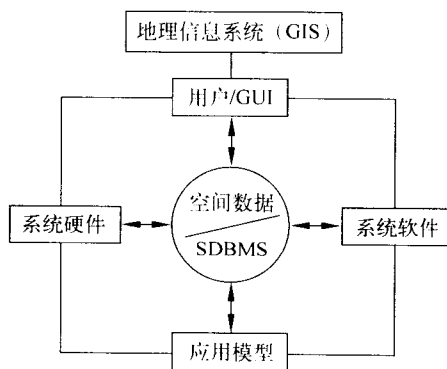 地理信息系统（GIS）
用户/GUI
空间数据
系统硬件
系统软件
SDBMS
应用模型